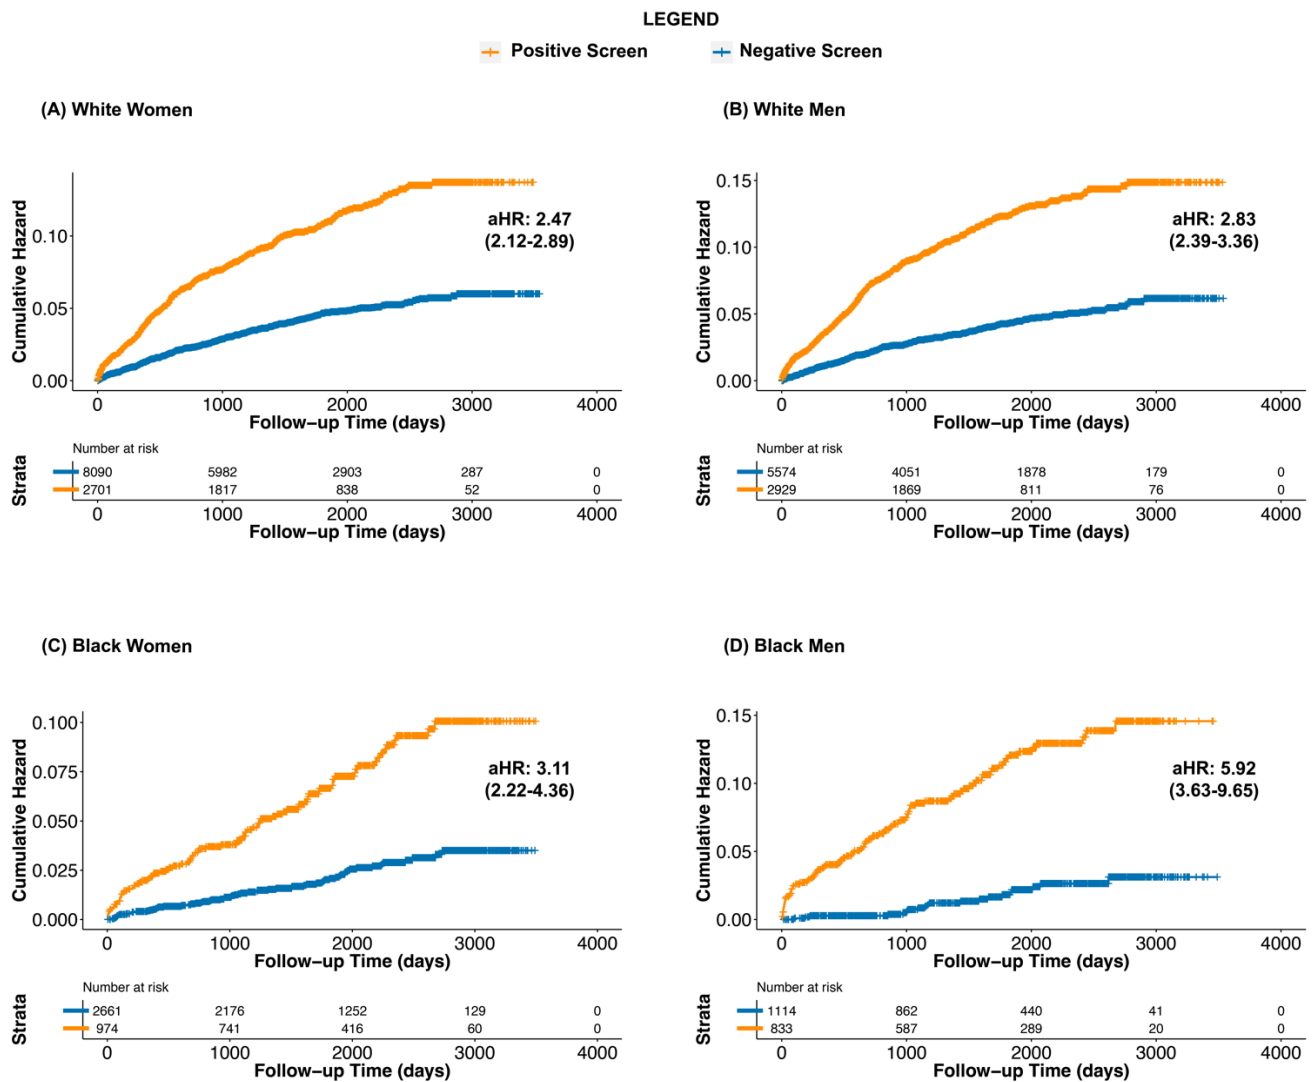 LEGEND
Positive Screen Negative Screen
(A) White Women
Cumulative Hazard
0.10
0.05
0.00
aHR: 2.47
(2.12-2.89)
0 1000 2000 3000 4000
Follow-up Time (days)
Number at risk
Strata
8090 5982 2903 287 0
2701 1817 838 52 0
0 1000 2000 3000 4000
Follow-up Time (days)
(B) White Men
Cumulative Hazard
0.15
0.10
0.05
0.00
aHR: 2.83
(2.39-3.36)
0 1000 2000 3000 4000
Follow-up Time (days)
Number at risk
Strata
5574 4051 1878 179 0
2929 1869 811 76 0
0 1000 2000 3000 4000
Follow-up Time (days)
(C) Black Women
Cumulative Hazard
0.100
0.075
0.050
0.025
0.000
aHR: 3.11
(2.22-4.36)
0 1000 2000 3000 4000
Follow-up Time (days)
Number at risk
Strata
2661 2176 1252 129 0
974 741 416 60 0
0 1000 2000 3000 4000
Follow-up Time (days)
(D) Black Men
Cumulative Hazard
0.15
0.10
0.05
0.00
aHR: 5.92
(3.63-9.65)
0 1000 2000 3000 4000
Follow-up Time (days)
Number at risk
Strata
1114 862 440 41 0
833 587 289 20 0
0 1000 2000 3000 4000
Follow-up Time (days)